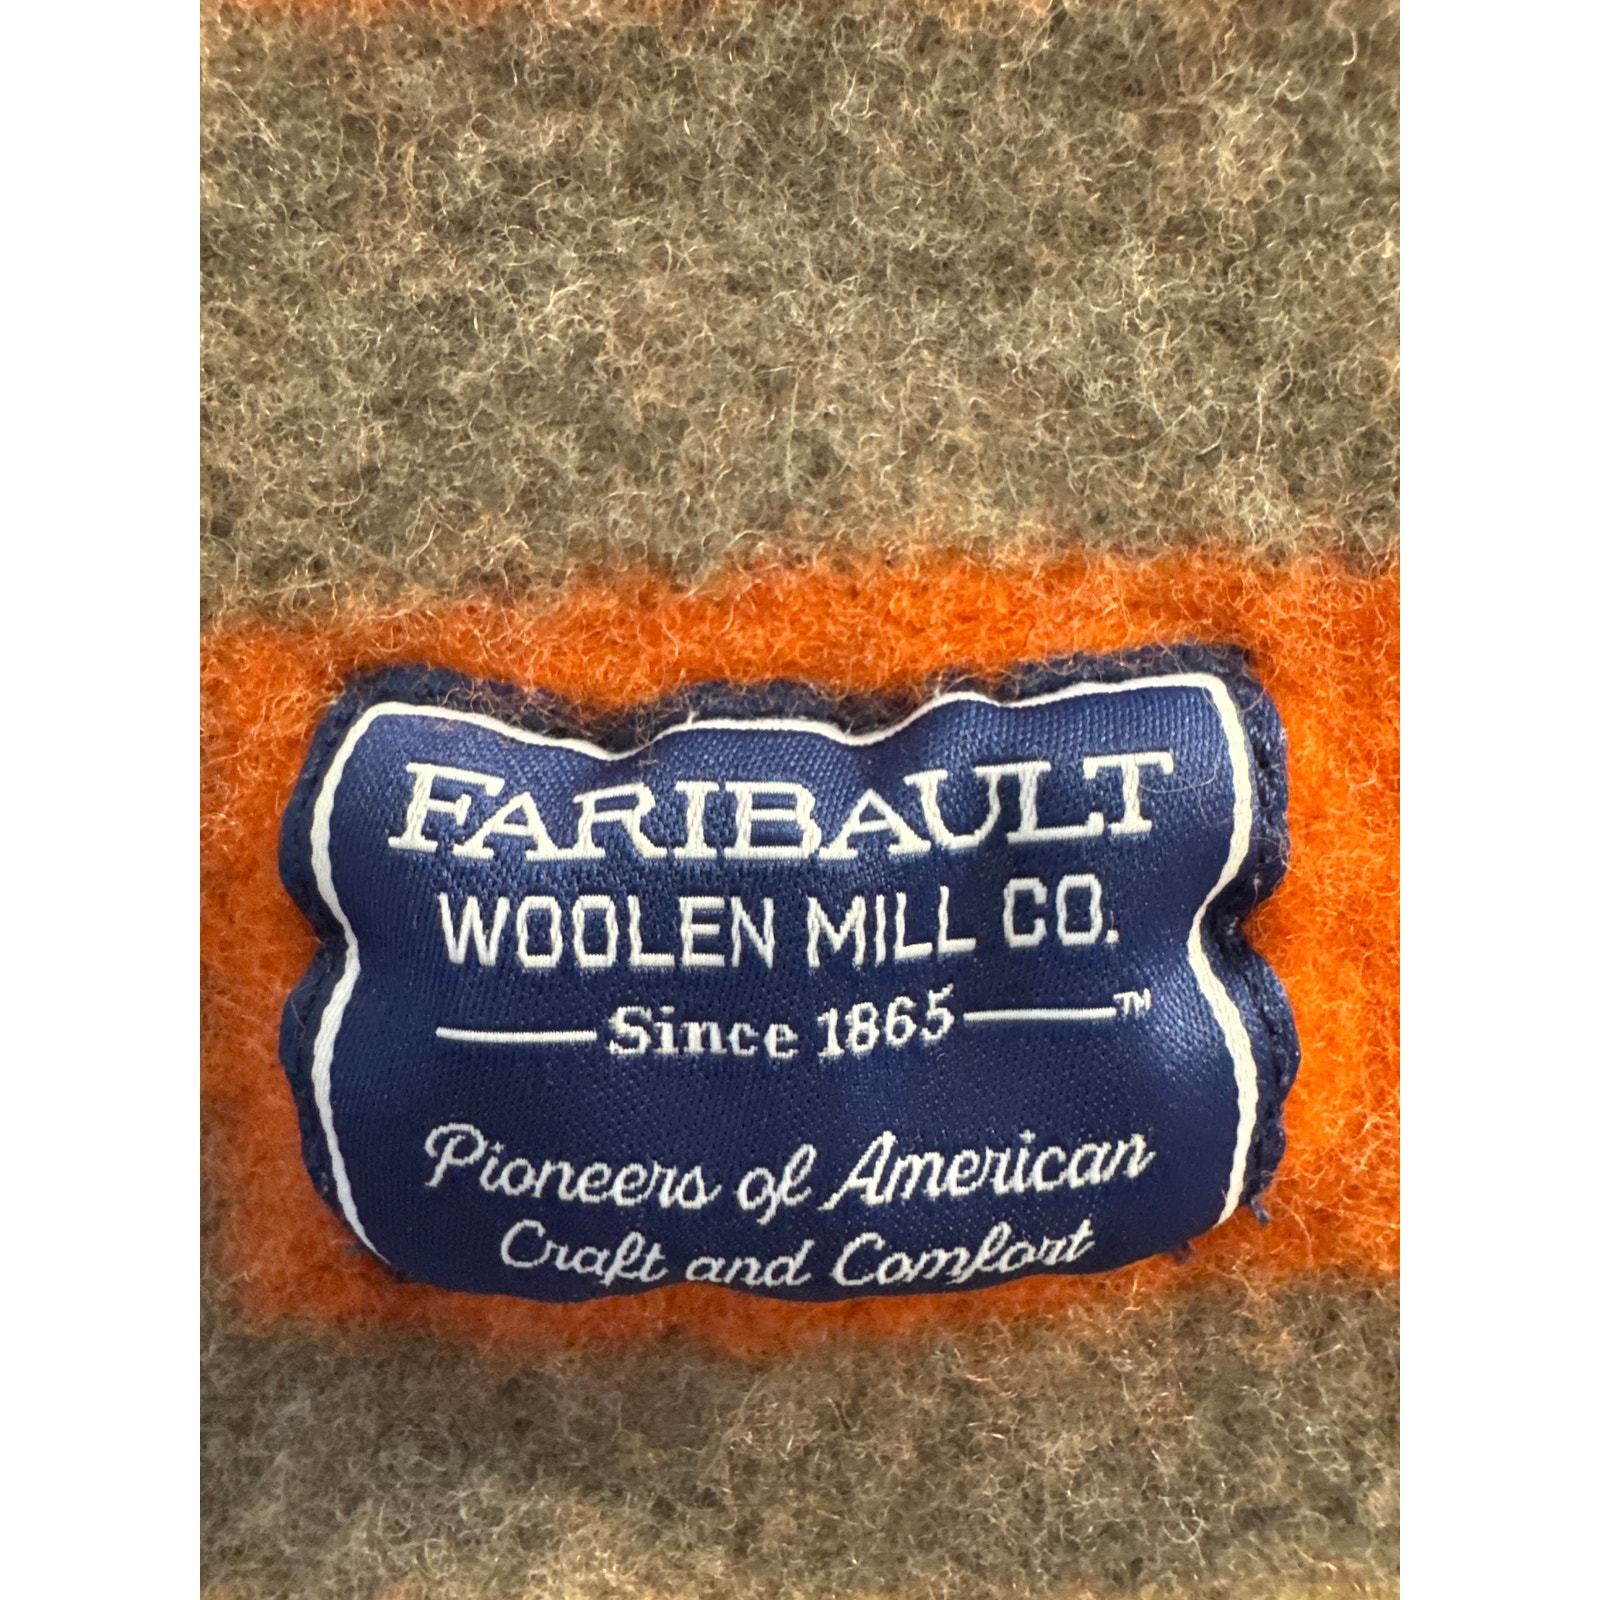 FARIBAULT
WOOLEN MILL CO.
Since 1865 ™
Pioneers of American
Craft and Comfort